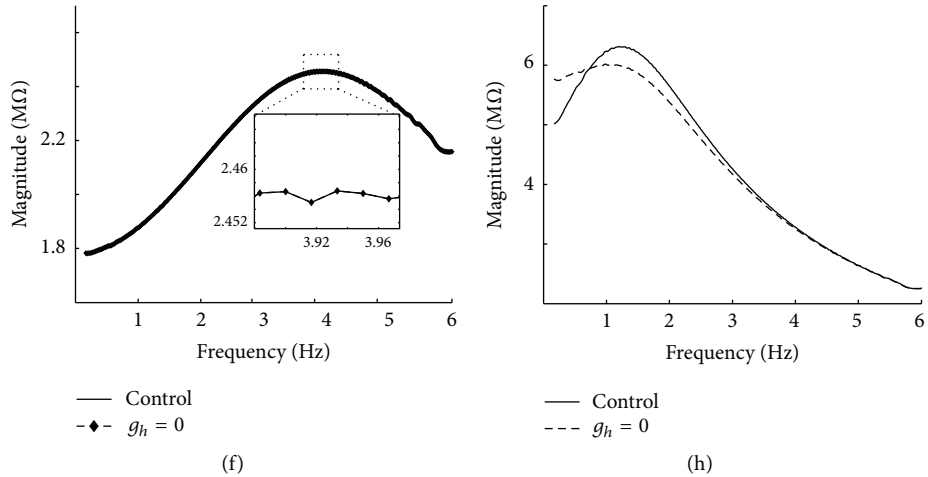 Magnitude (MΩ)
2.2
1.8
2.46
2.452
3.92 3.96
1 2 3 4 5 6
Frequency (Hz)
Control
g_h = 0
(f)
Magnitude (MΩ)
6
4
1 2 3 4 5 6
Frequency (Hz)
Control
g_h = 0
(h)